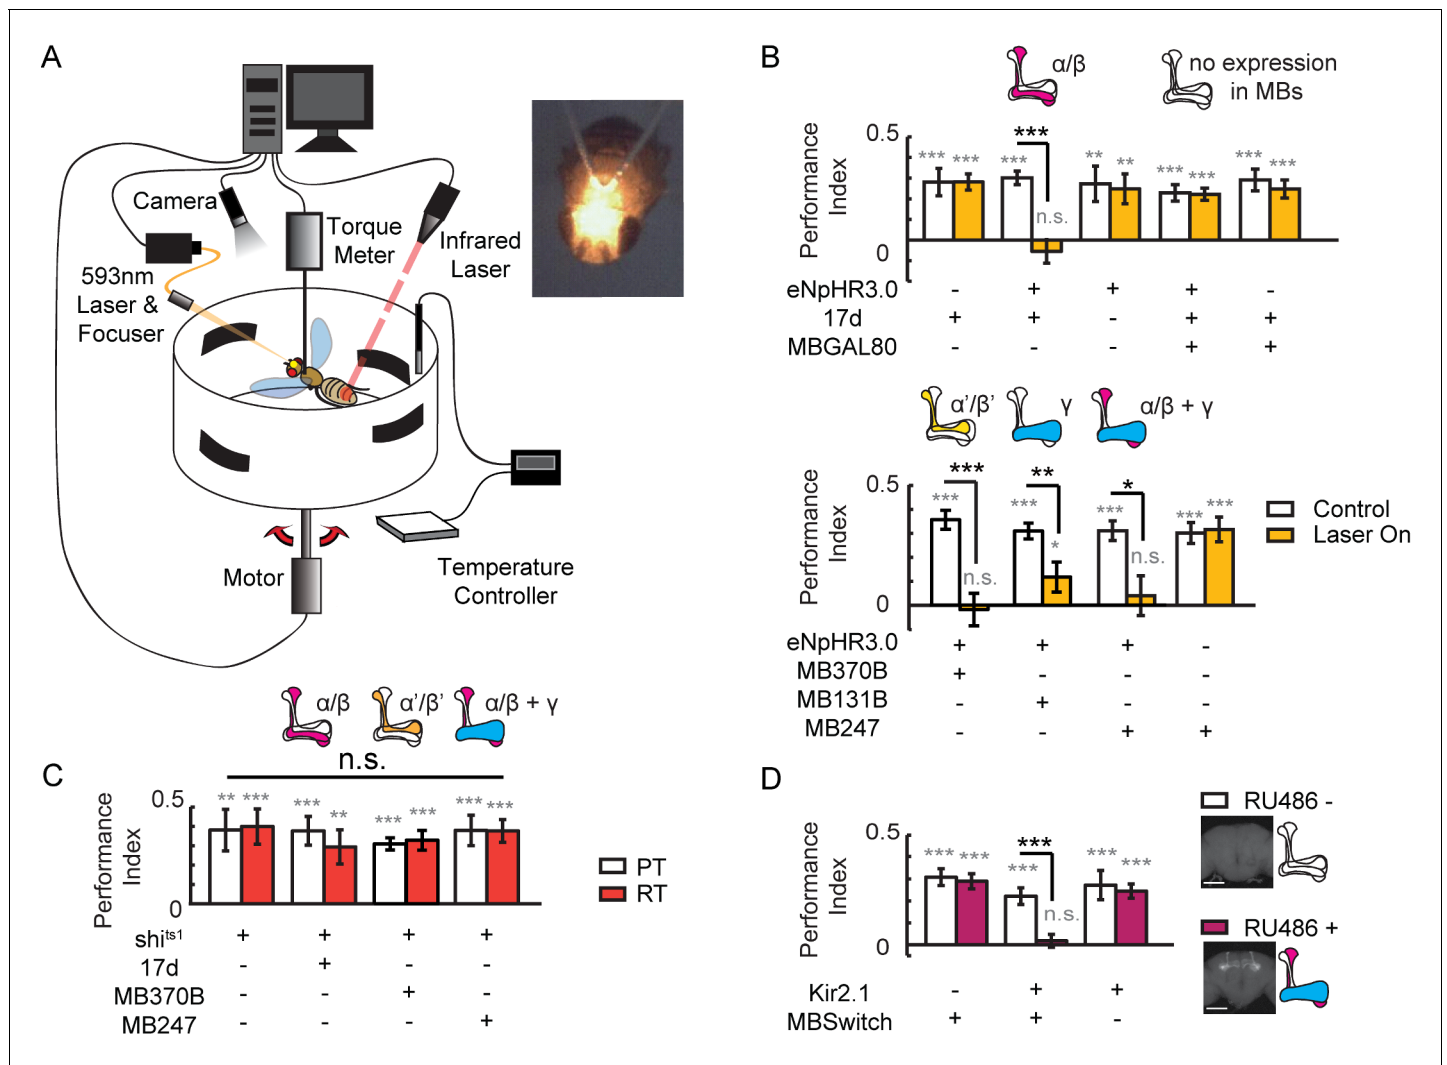 A
Camera
Torque
Meter
Infrared
Laser
593nm
Laser &
Focuser
Motor
Temperature
Controller
B
α/β
no expression
in MBs
Performance
Index
0.5
0
*** *** *** *** n.s. ** ** *** *** *** ***
eNpHR3.0 - + + + -
17d + + - + +
MBGAL80 - - - + +
α'/β' γ α/β + γ
Performance
Index
0.5
0
*** *** n.s. ** *** * * *** n.s. *** ***
Control
Laser On
eNpHR3.0 + + + -
MB370B + - - -
MB131B - + - -
MB247 - - + +
C
α/β α'/β' α/β + γ
n.s.
Performance
Index
0.5
0
** *** *** ** *** *** *** ***
PT
RT
shits1 + + + +
17d - + - -
MB370B - - + -
MB247 - - - +
D
Performance
Index
0.5
0
*** *** *** *** n.s. *** ***
RU486 -
RU486 +
Kir2.1 - + +
MBSwitch + + -